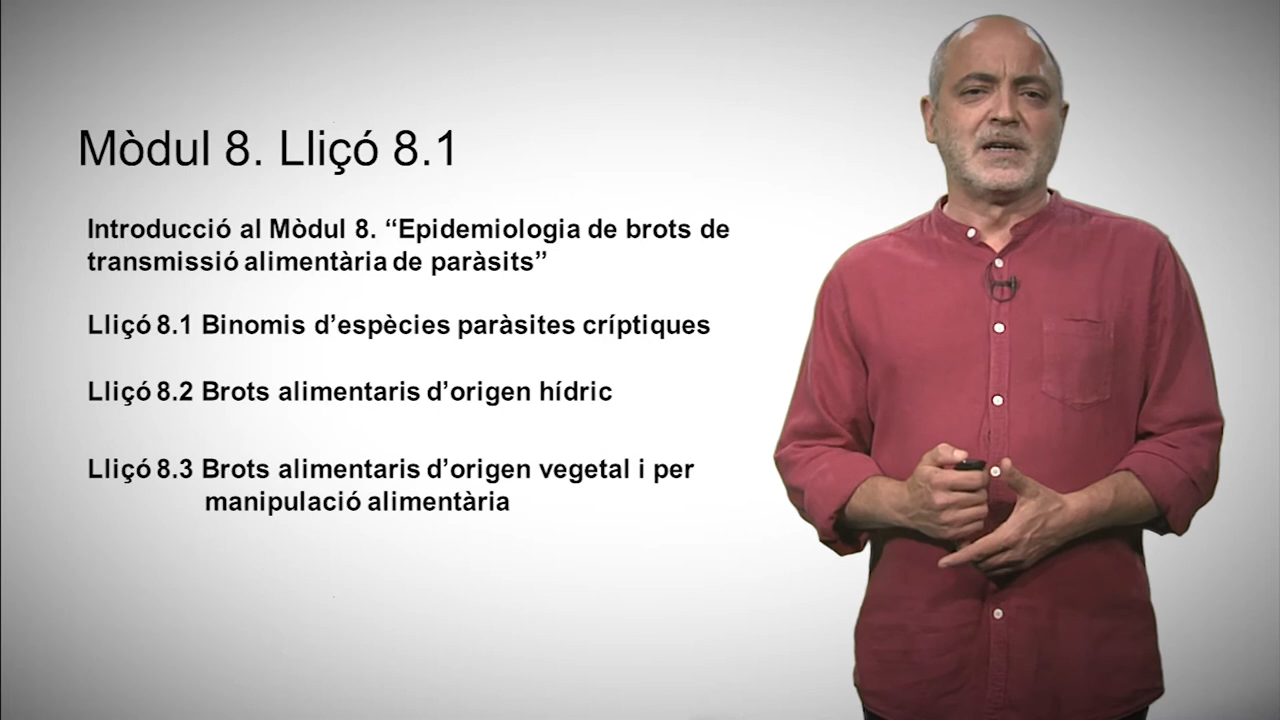 Mòdul 8. Lliçó 8.1
Introducció al Mòdul 8. “Epidemiologia de brots de
transmissió alimentària de paràsits”
Lliçó 8.1 Binomis d’espècies paràsites críptiques
Lliçó 8.2 Brots alimentaris d’origen hídric
Lliçó 8.3 Brots alimentaris d’origen vegetal i per
manipulació alimentària